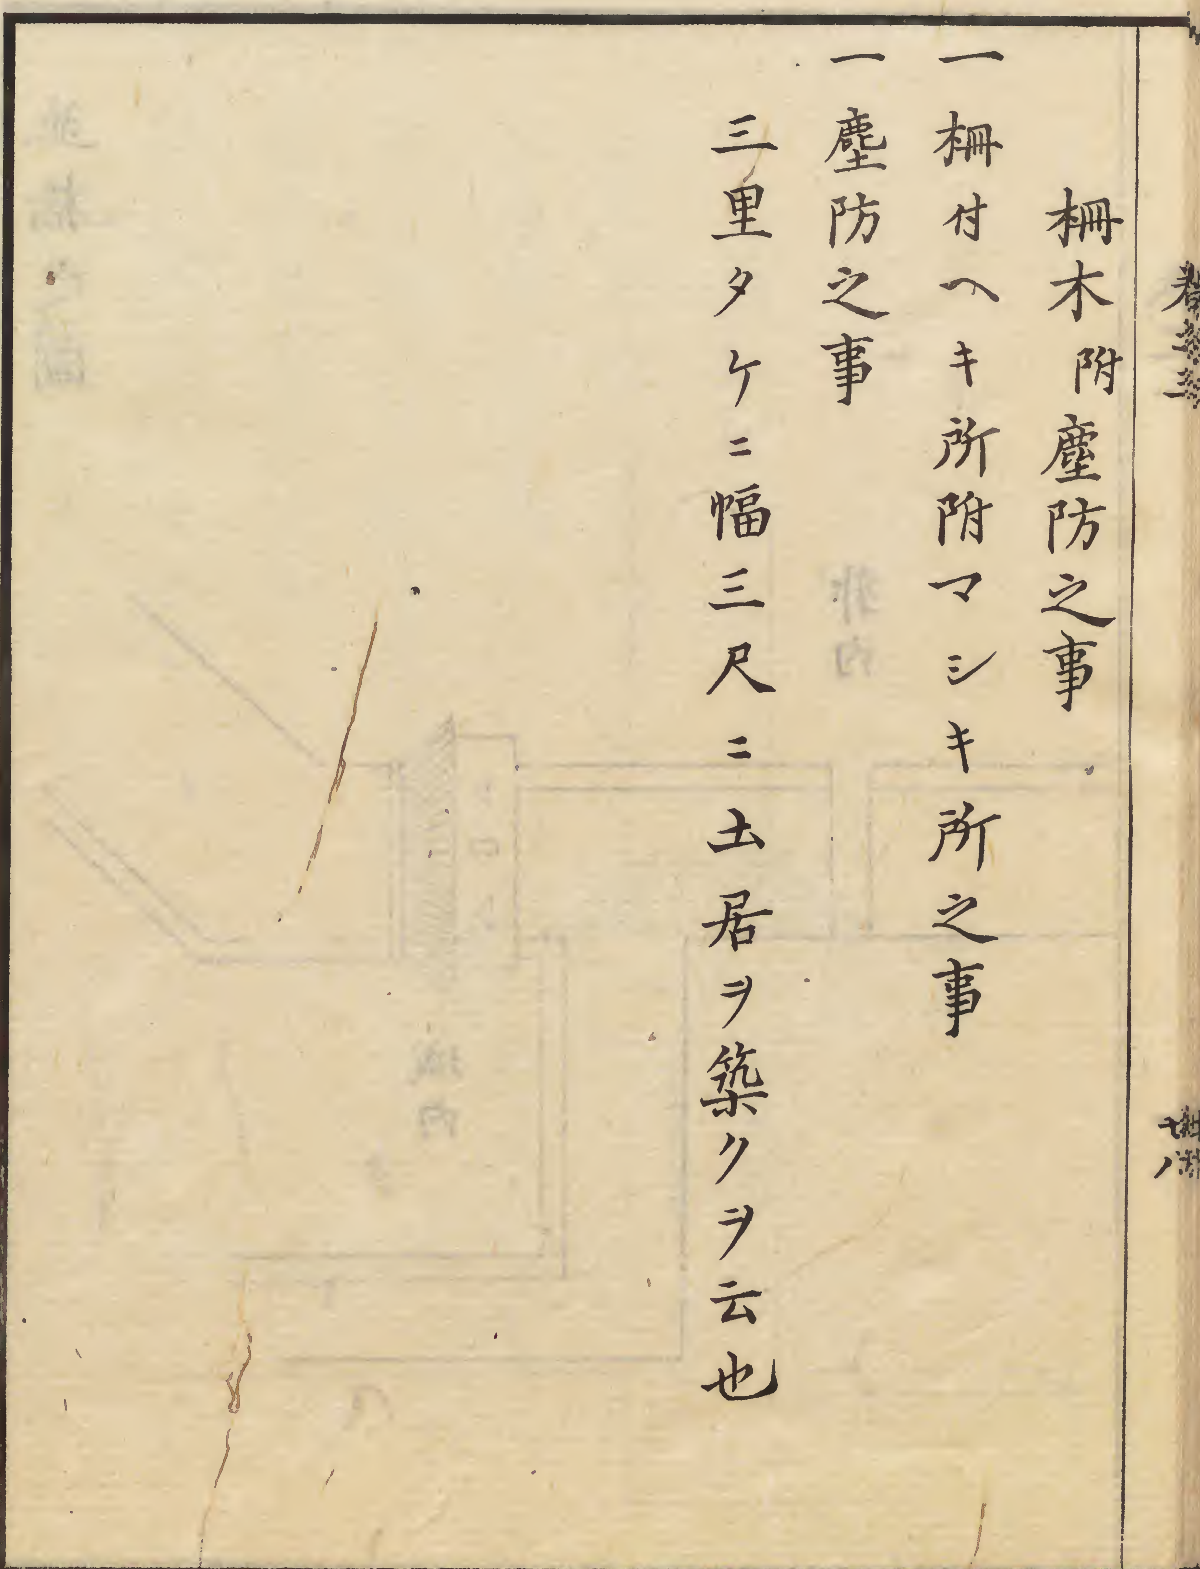 柵木附塵防之事
一柵付ヘキ所附マシキ所之事
一塵防之事
三里タケニ幅三尺ニ土居ヲ築クヲ云也